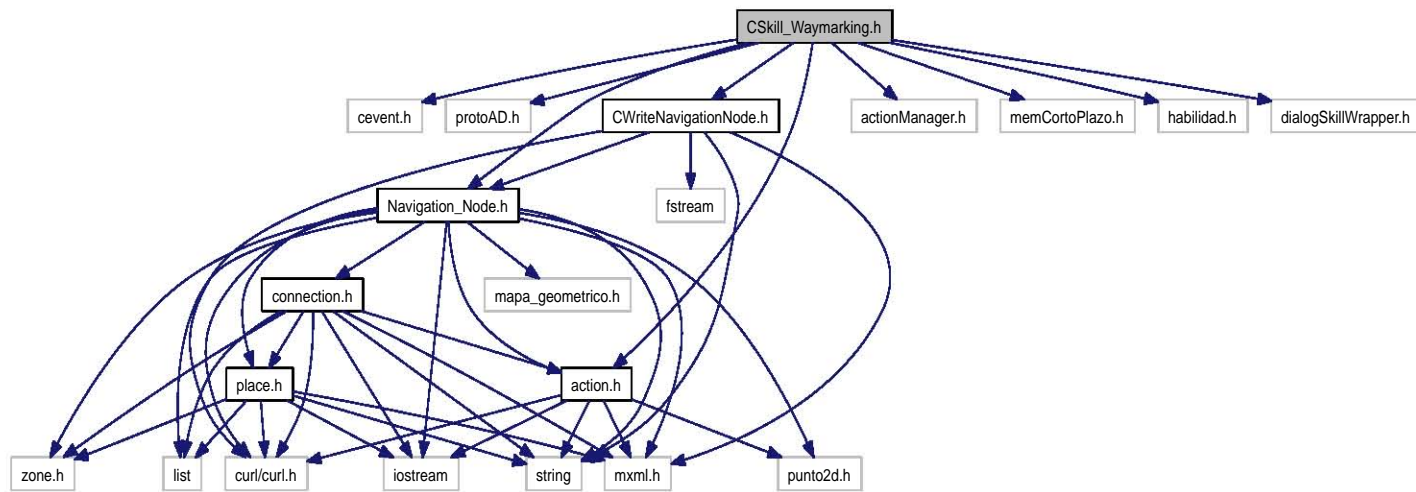 CSkill_Waymarking.h
cevent.h
protoAD.h
CWriteNavigationNode.h
actionManager.h
memCortoPlazo.h
habilidad.h
dialogSkillWrapper.h
Navigation_Node.h
fstream
connection.h
mapa_geometrico.h
place.h
action.h
zone.h
list
curl/curl.h
iostream
string
mxml.h
punto2d.h